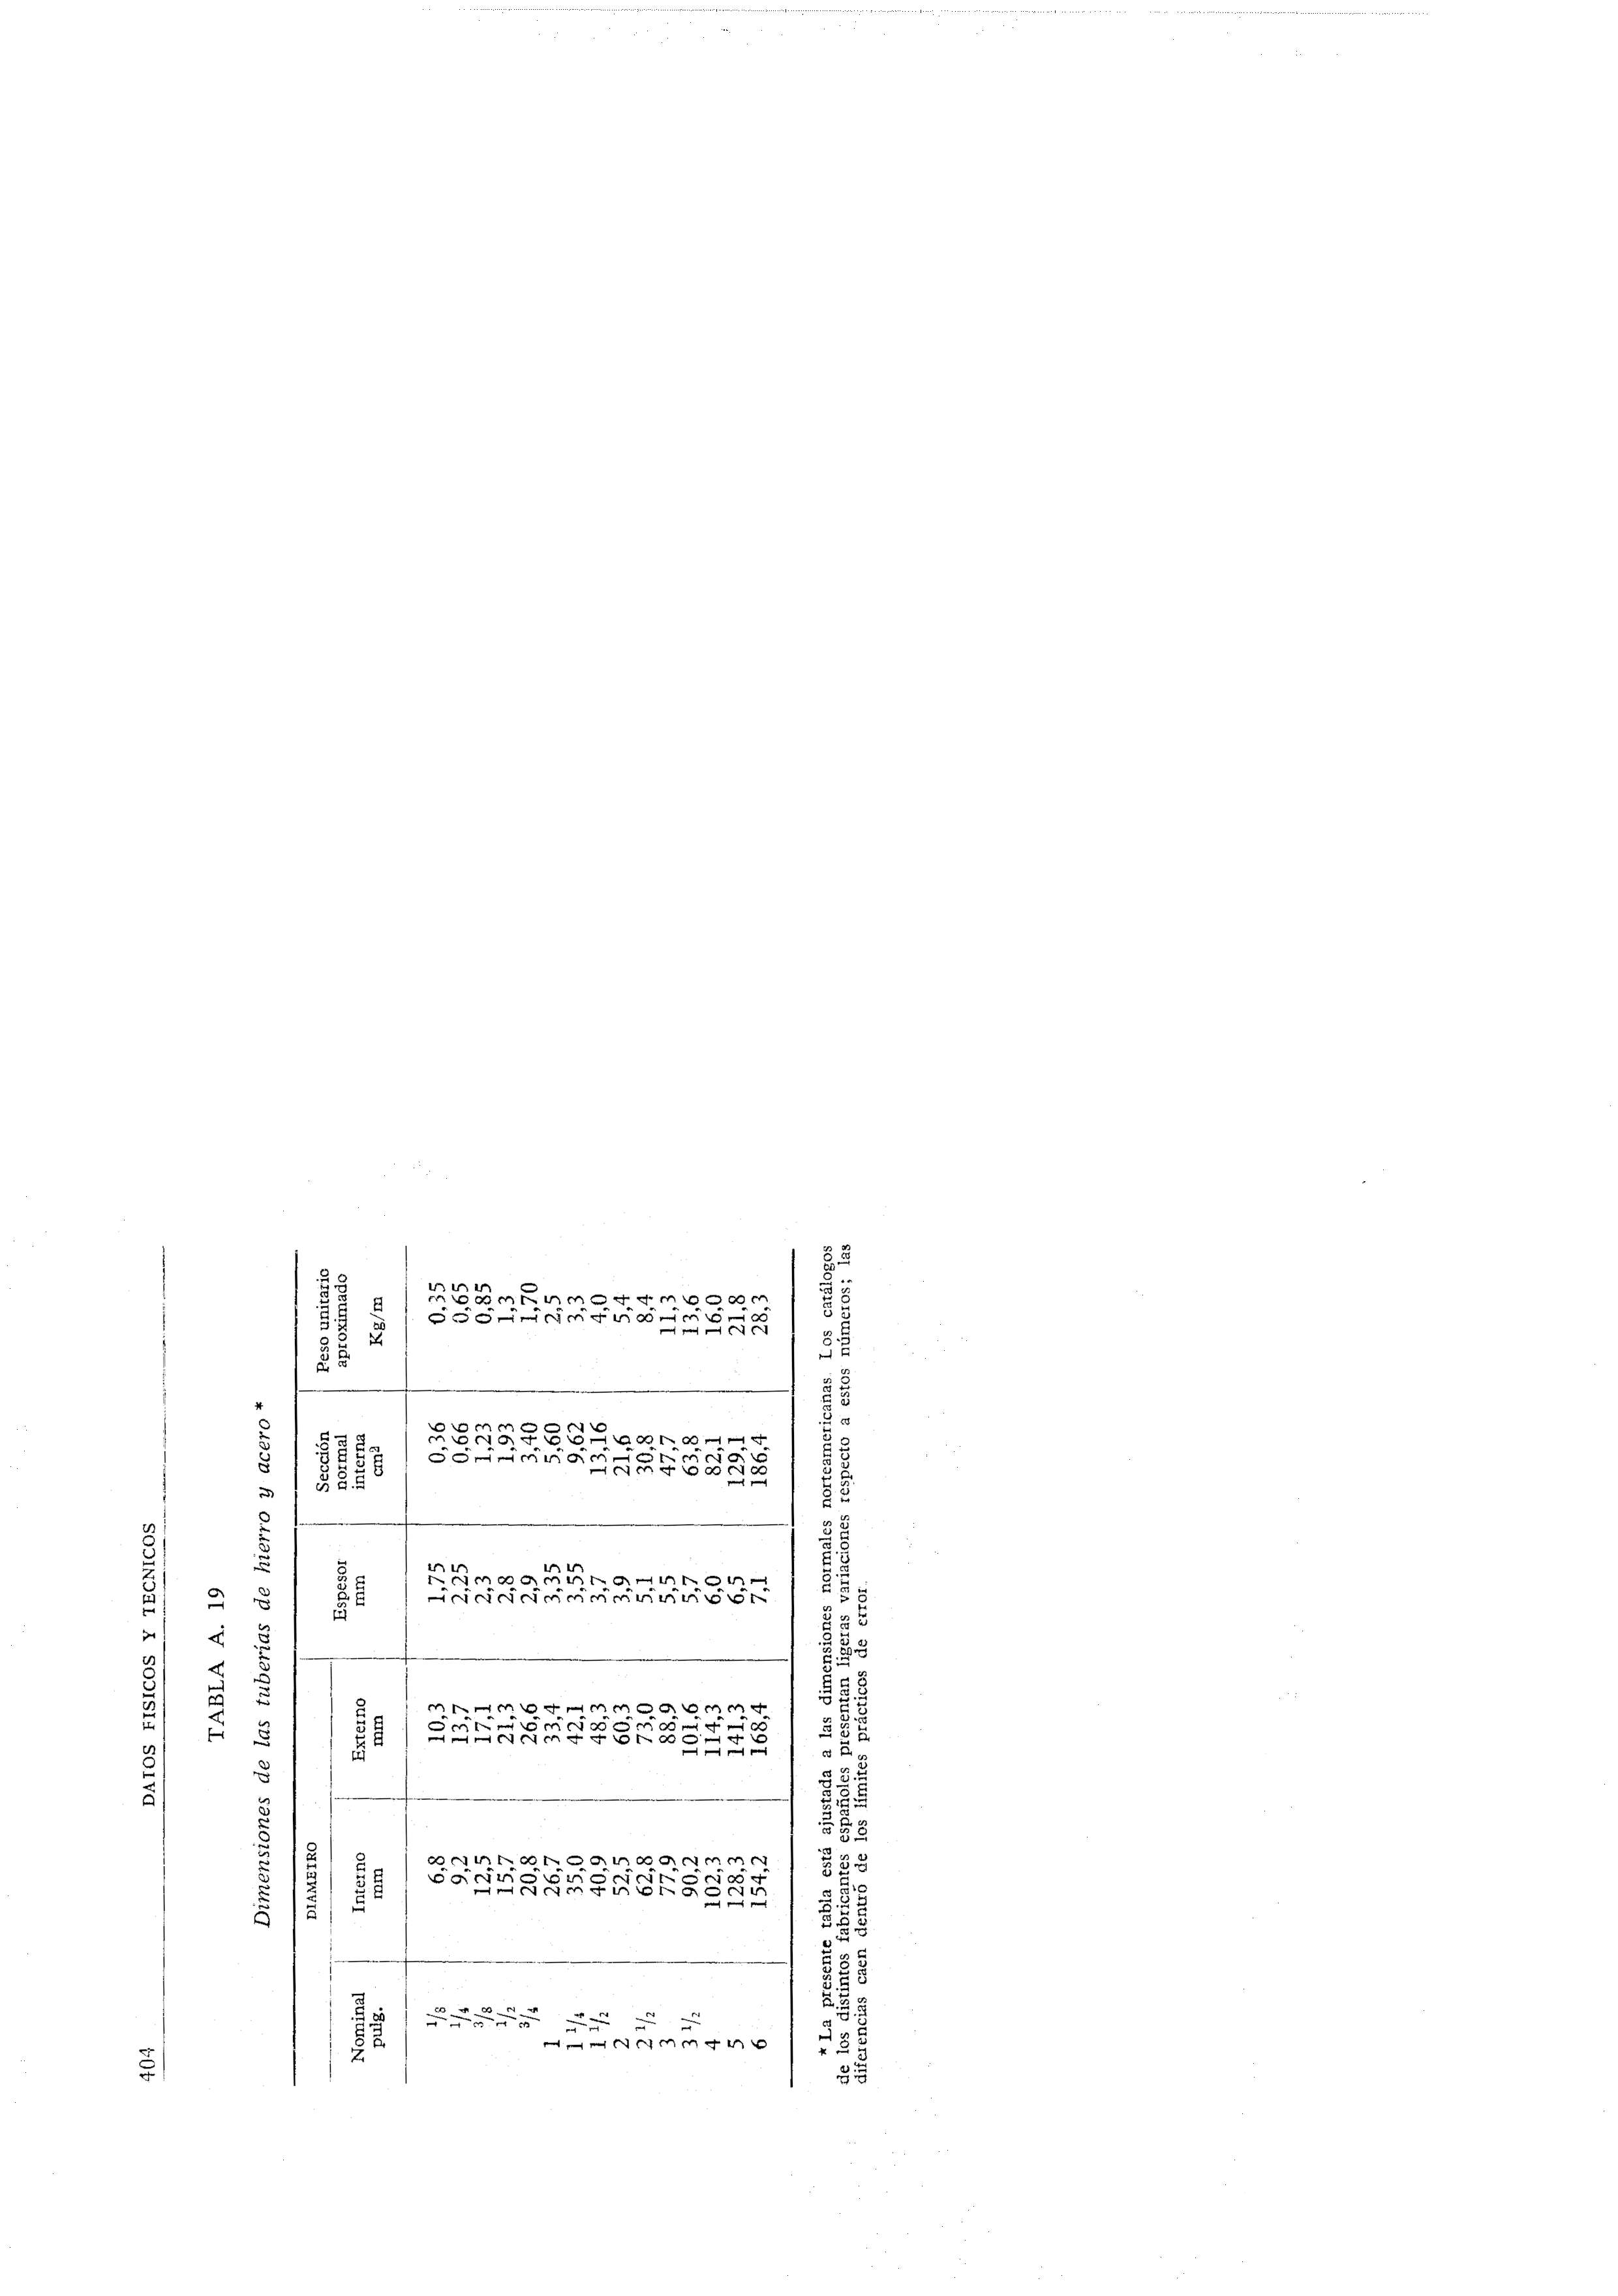 404 DATOS FISICOS Y TECNICOS
TABLA A. 19
Dimensiones de las tuberías de hierro y acero *
DIAMETRO Espesor mm Sección normal interna cm² Peso unitario aproximado Kg/m
Nominal pulg. Interno mm Externo mm
1/8 6,8 10,3 1,75 0,36 0,35
1/4 9,2 13,7 2,25 0,66 0,65
3/8 12,5 17,1 2,3 1,23 0,85
1/2 15,7 21,3 2,8 1,93 1,3
3/4 20,8 26,6 2,9 3,40 1,70
1 26,7 33,4 3,35 5,60 2,5
1 1/4 35,0 42,1 3,55 9,62 3,3
1 1/2 40,9 48,3 3,7 13,16 4,0
2 52,5 60,3 3,9 21,6 5,4
2 1/2 62,8 73,0 5,1 30,8 8,4
3 77,9 88,9 5,5 47,7 11,3
3 1/2 90,2 101,6 5,7 63,8 13,6
4 102,3 114,3 6,0 82,1 16,0
5 128,3 141,3 6,5 129,1 21,8
6 154,2 168,4 7,1 186,4 28,3
* La presente tabla está ajustada a las dimensiones normales norteamericanas. Los catálogos
de los distintos fabricantes españoles presentan ligeras variaciones respecto a estos números; las
diferencias caen dentro de los límites prácticos de error.